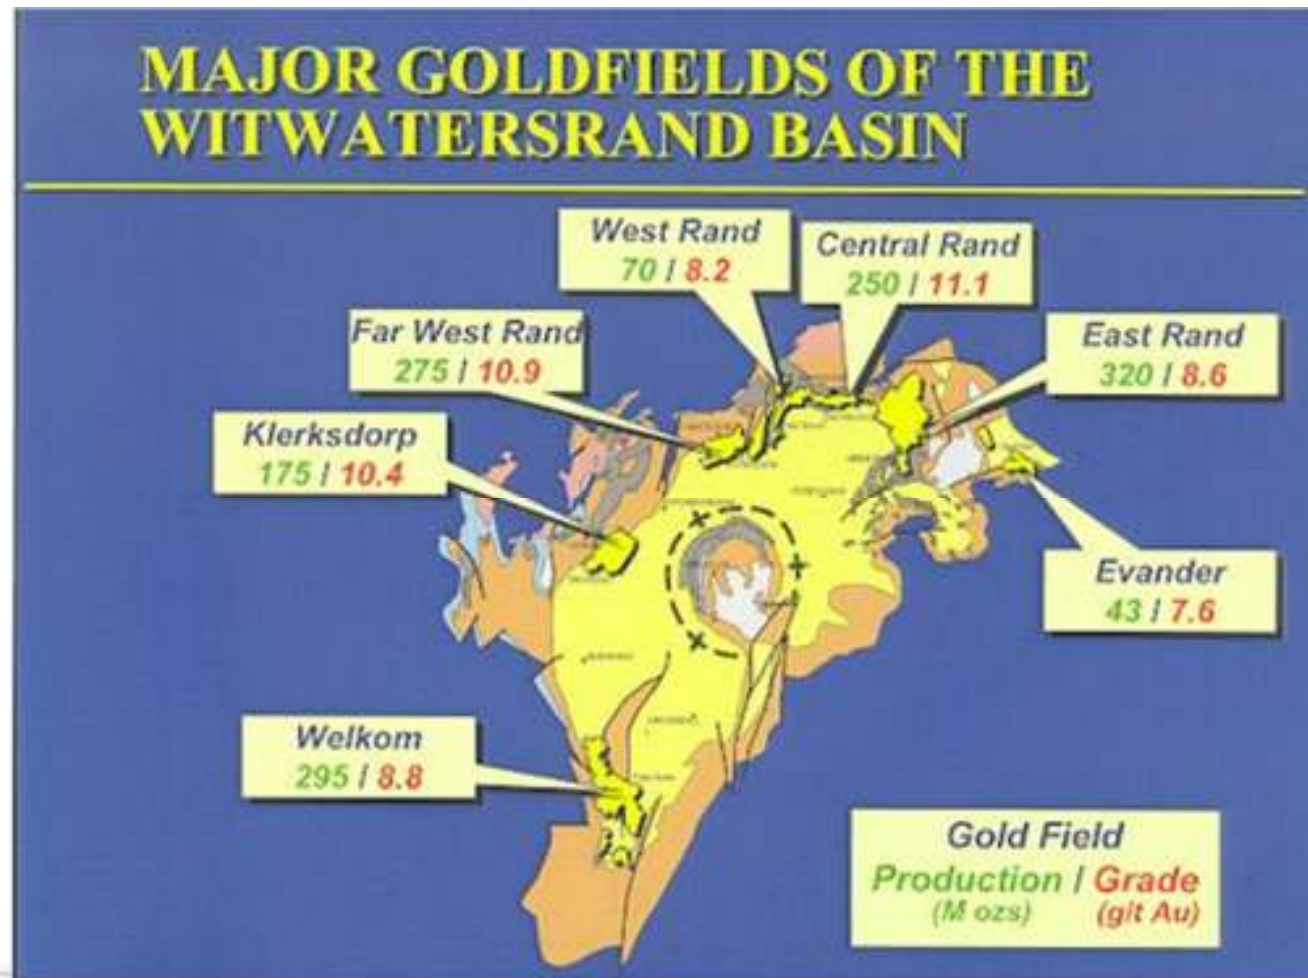 MAJOR GOLDFIELDS OF THE
WITWATERSRAND BASIN
West Rand
70 / 8.2
Central Rand
250 / 11.1
Far West Rand
275 / 10.9
East Rand
320 / 8.6
Klerksdorp
175 / 10.4
Evander
43 / 7.6
Welkom
295 / 8.8
Gold Field
Production / Grade
(M ozs) (g/t Au)